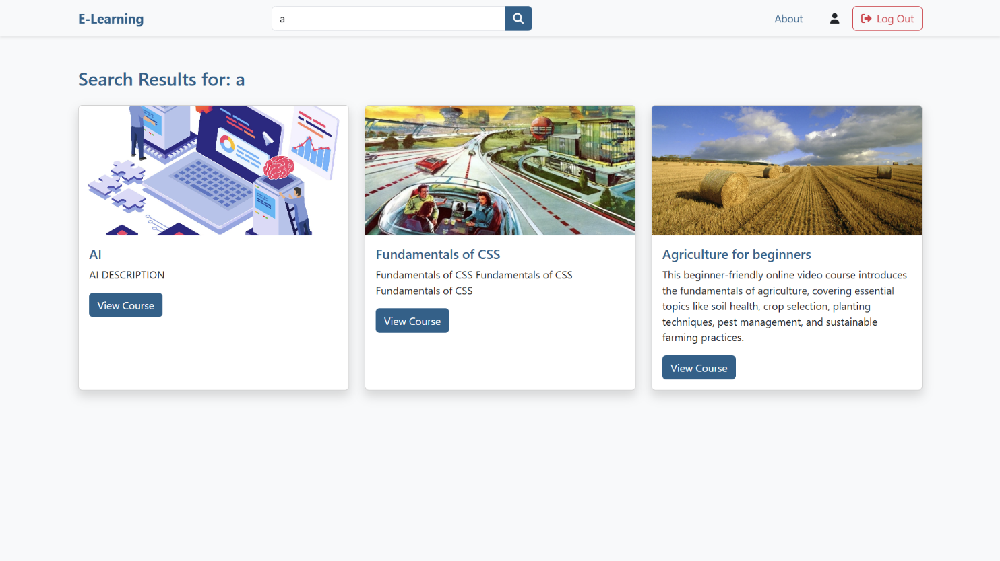 E-Learning
a
About
Log Out
Search Results for: a
AI
AI DESCRIPTION
View Course
Fundamentals of CSS
Fundamentals of CSS Fundamentals of CSS
Fundamentals of CSS
View Course
Agriculture for beginners
This beginner-friendly online video course introduces
the fundamentals of agriculture, covering essential
topics like soil health, crop selection, planting
techniques, pest management, and sustainable
farming practices.
View Course